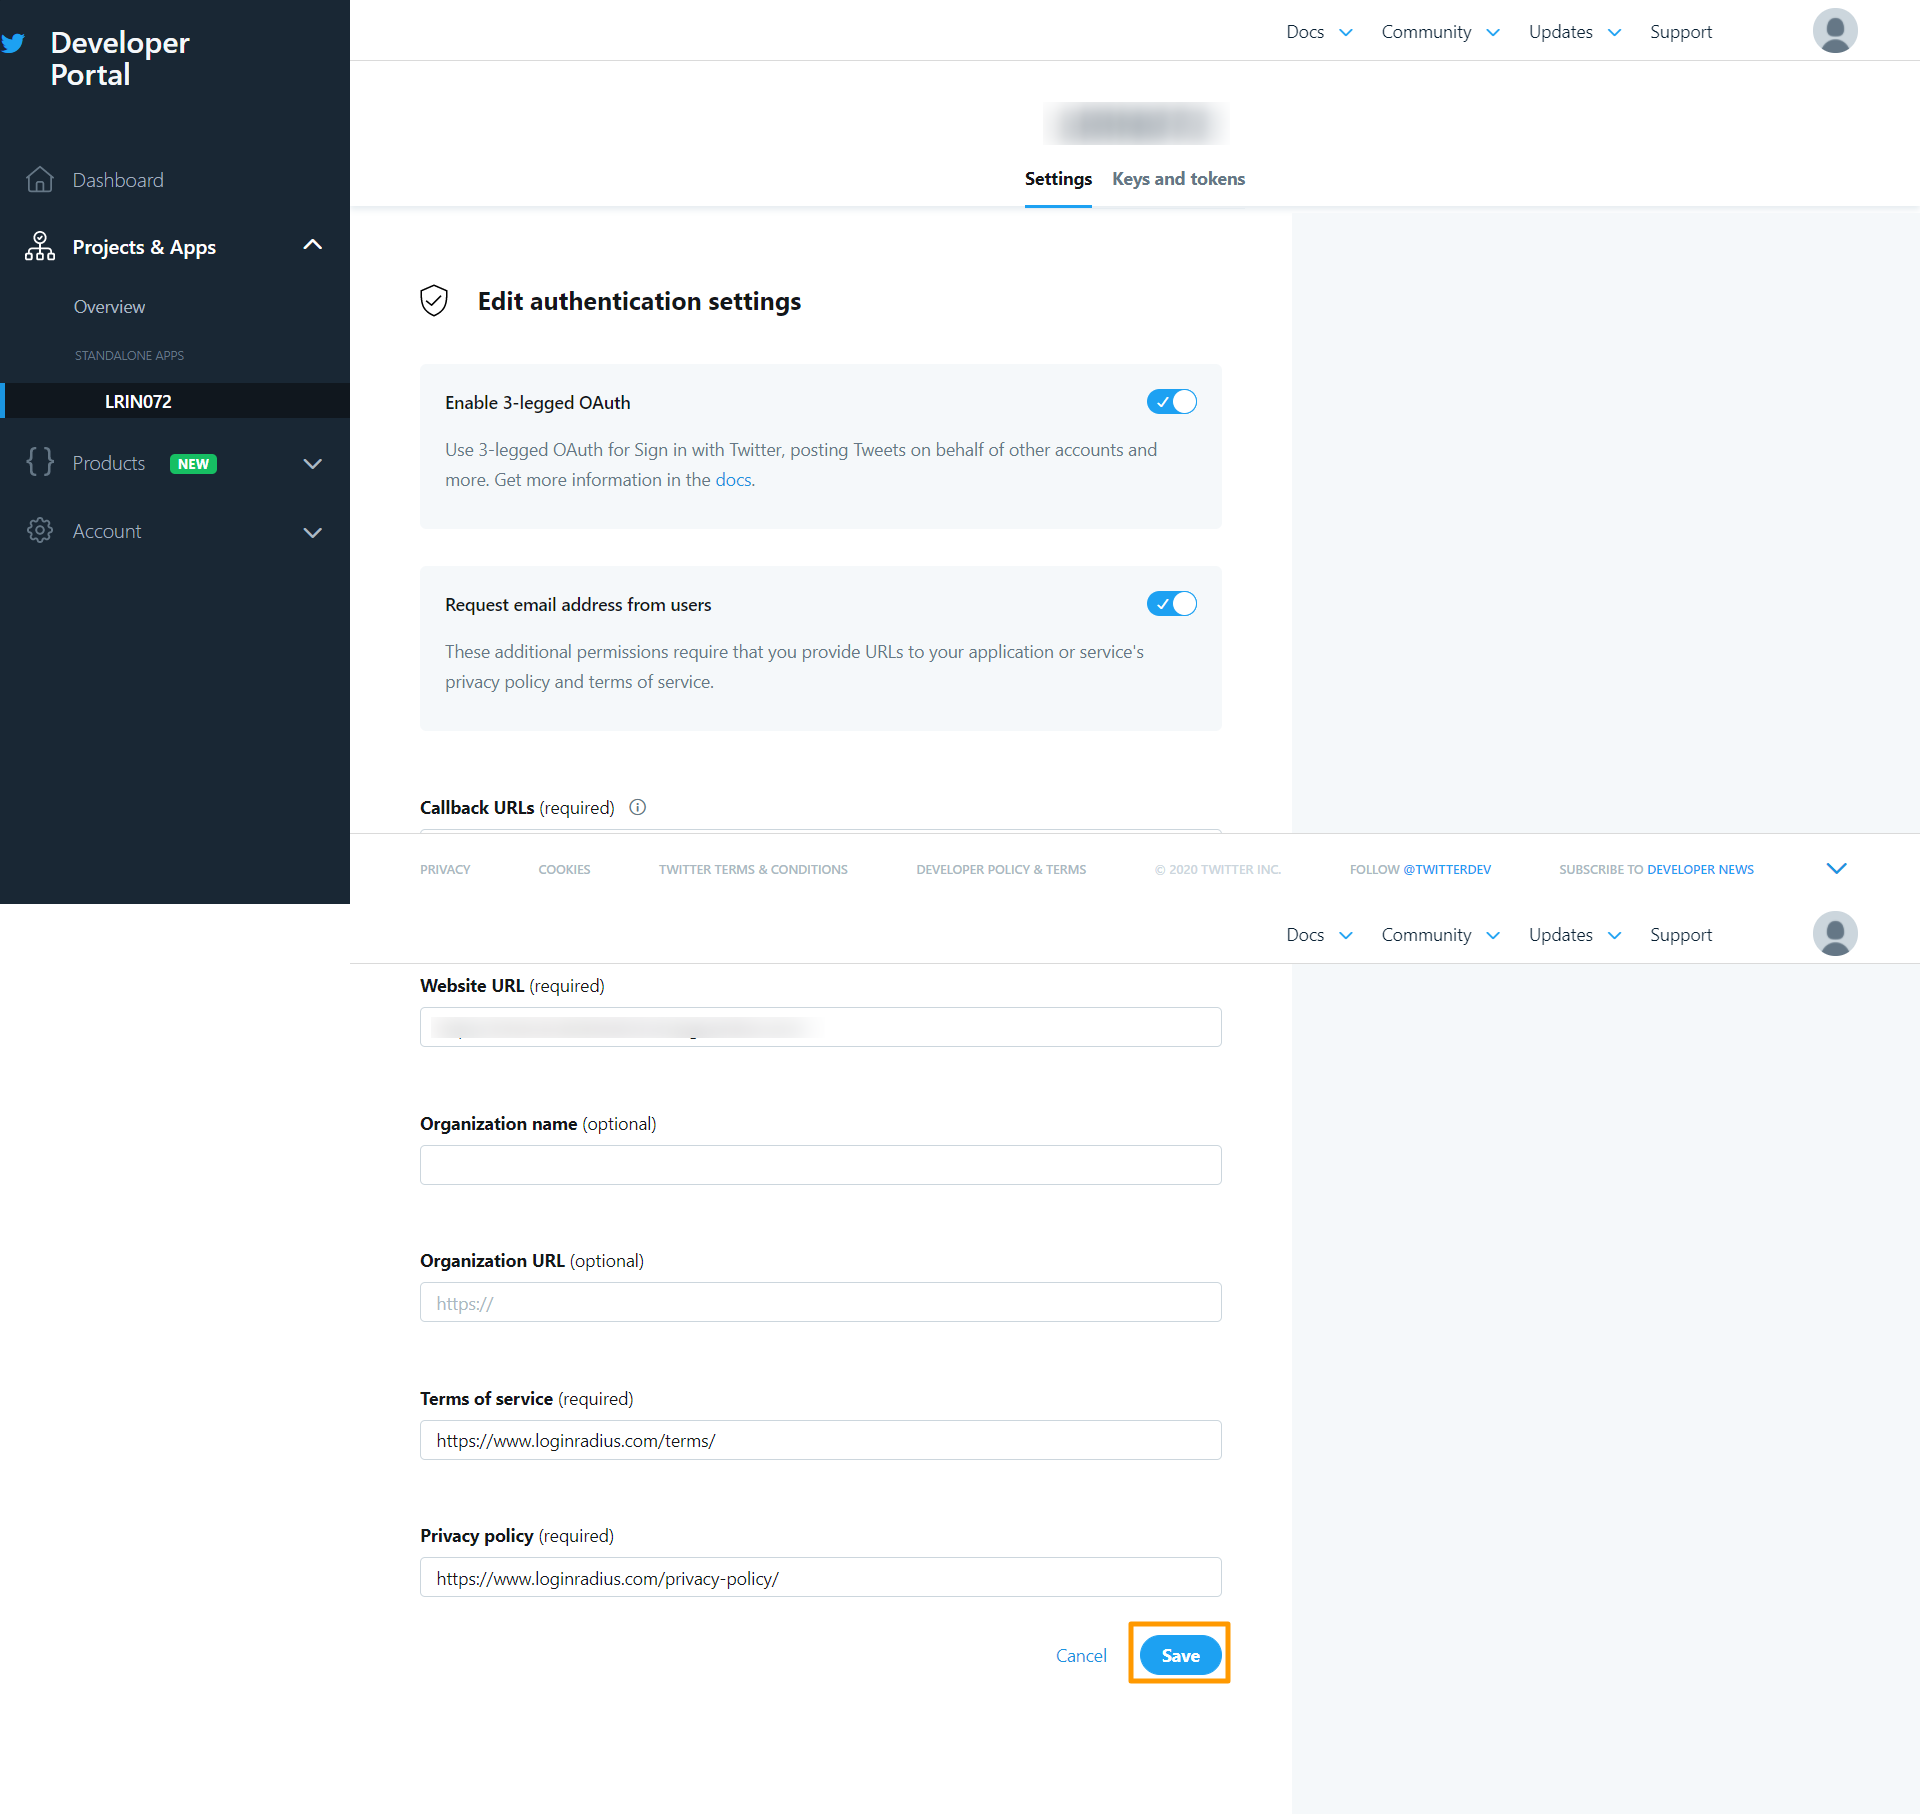 Developer
Portal
Docs
Community
Updates
Support
Dashboard
Projects & Apps
Overview
STANDALONE APPS
LRIN072
Products NEW
Account
Settings
Keys and tokens
Edit authentication settings
Enable 3-legged OAuth
Use 3-legged OAuth for Sign in with Twitter, posting Tweets on behalf of other accounts and
more. Get more information in the docs.
Request email address from users
These additional permissions require that you provide URLs to your application or service's
privacy policy and terms of service.
Callback URLs (required)
PRIVACY
COOKIES
TWITTER TERMS & CONDITIONS
DEVELOPER POLICY & TERMS
© 2020 TWITTER INC.
FOLLOW @TWITTERDEV
SUBSCRIBE TO DEVELOPER NEWS
Docs
Community
Updates
Support
Website URL (required)
Organization name (optional)
Organization URL (optional)
https://
Terms of service (required)
https://www.loginradius.com/terms/
Privacy policy (required)
https://www.loginradius.com/privacy-policy/
Cancel
Save